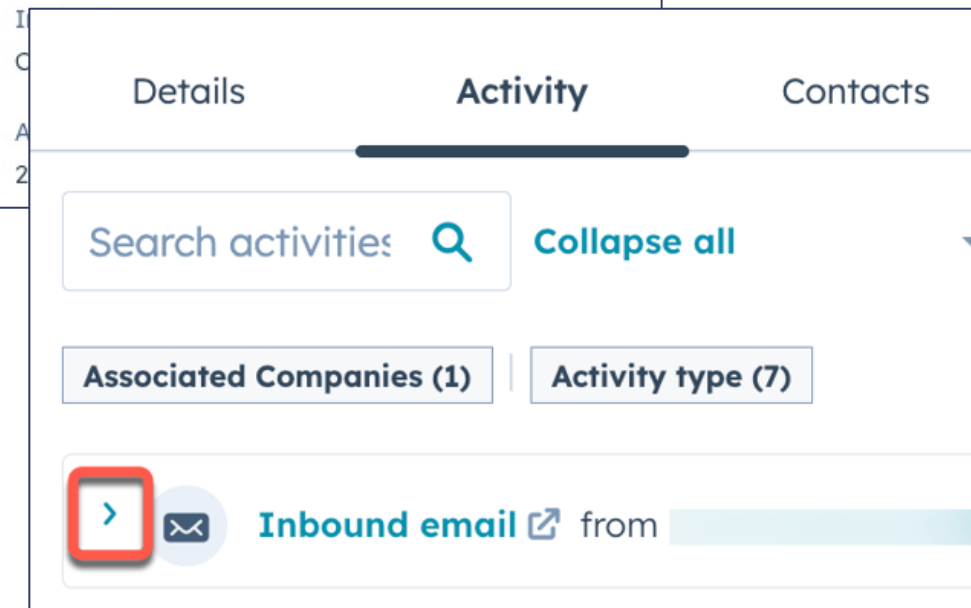 Details Activity Contacts
Search activities Collapse all
Associated Companies (1) Activity type (7)
Inbound email from